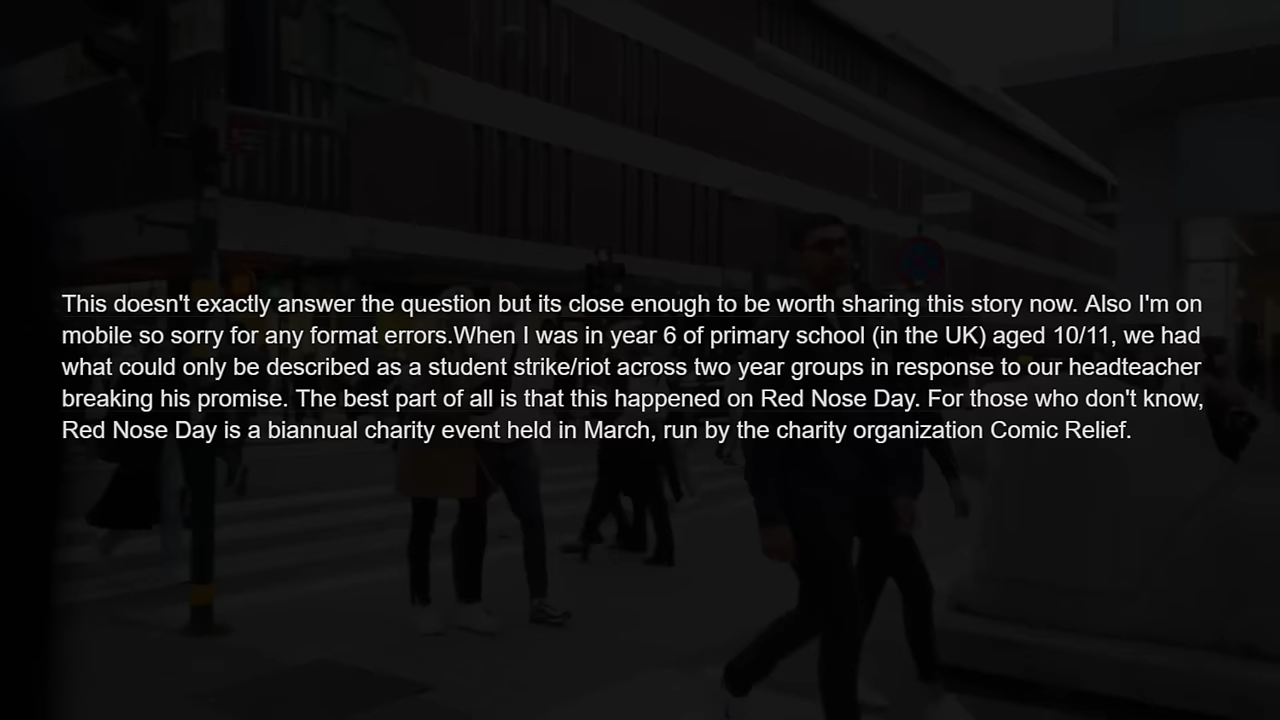 This doesn't exactly answer the question but its close enough to be worth sharing this story now. Also I'm on
mobile so sorry for any format errors.When I was in year 6 of primary school (in the UK) aged 10/11, we had
what could only be described as a student strike/riot across two year groups in response to our headteacher
breaking his promise. The best part of all is that this happened on Red Nose Day. For those who don't know,
Red Nose Day is a biannual charity event held in March, run by the charity organization Comic Relief.